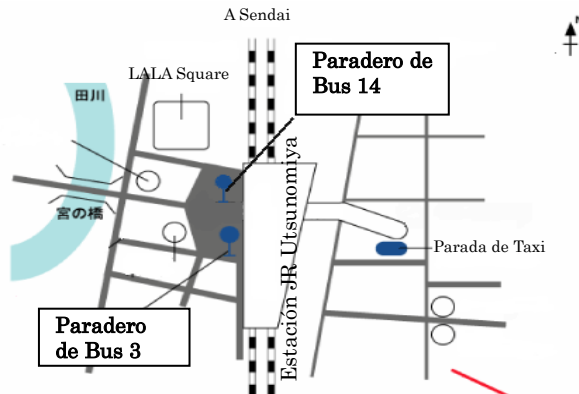 A Sendai
N
Paradero de
Bus 14
LALA Square
田川
宮の橋
Estación JR Utsunomiya
Parada de Taxi
Paradero
de Bus 3